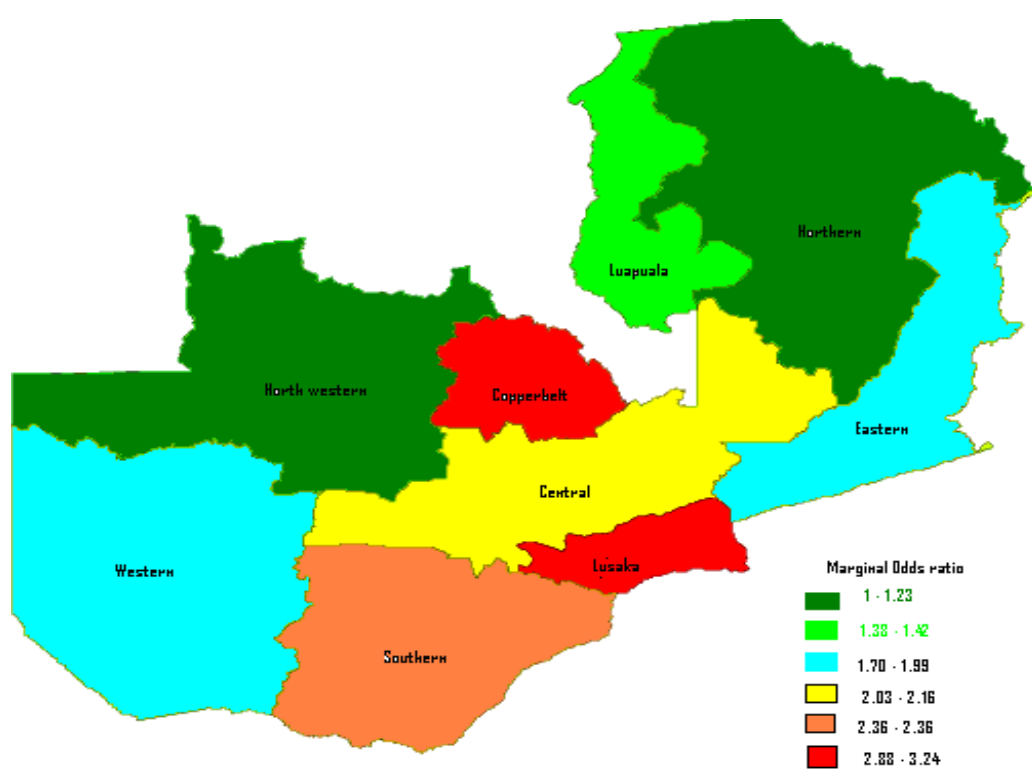 Northern
Luapuala
North western
Copperbelt
Eastern
Central
Lusaka
Western
Southern
Marginal Odds ratio
1 - 1.23
1.38 - 1.42
1.70 - 1.99
2.03 - 2.16
2.36 - 2.36
2.88 - 3.24